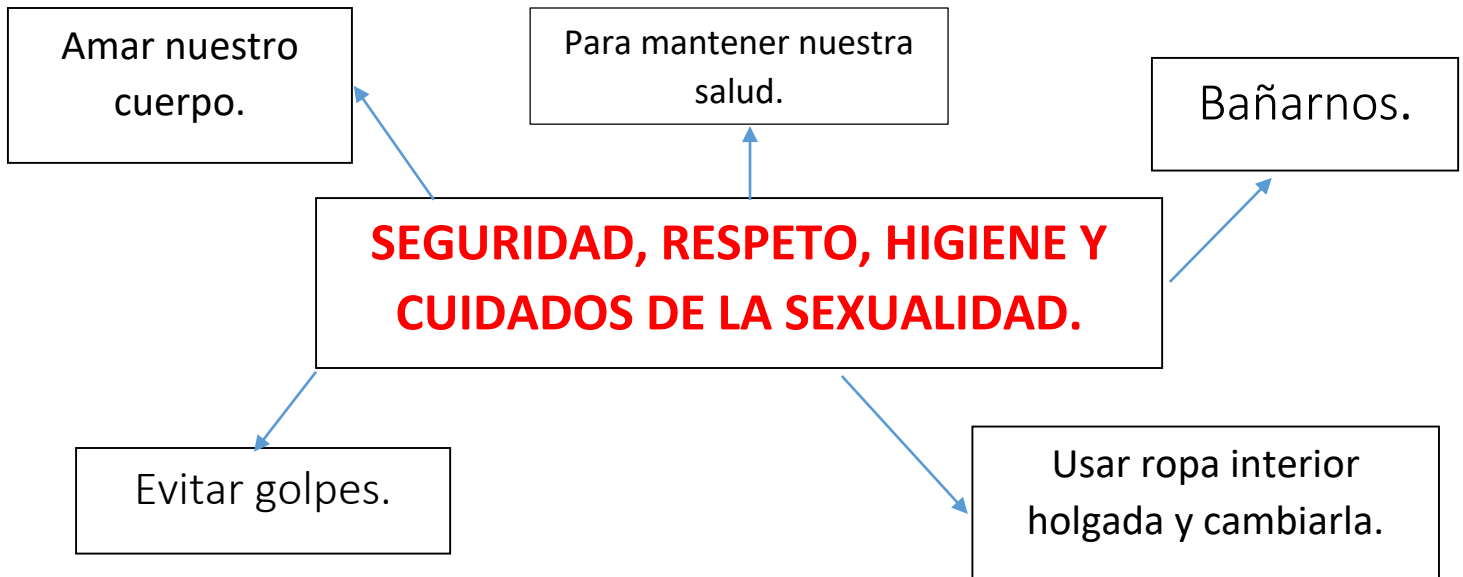 Amar nuestro
cuerpo.
Para mantener nuestra
salud.
Bañarnos.
SEGURIDAD, RESPETO, HIGIENE Y
CUIDADOS DE LA SEXUALIDAD.
Evitar golpes.
Usar ropa interior
holgada y cambiarla.